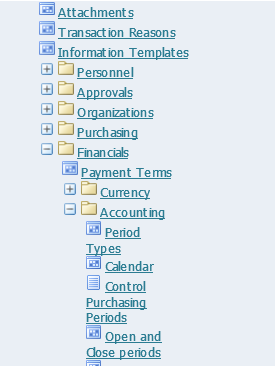 Attachments
Transaction Reasons
Information Templates
Personnel
Approvals
Organizations
Purchasing
Financials
Payment Terms
Currency
Accounting
Period
Types
Calendar
Control
Purchasing
Periods
Open and
Close periods